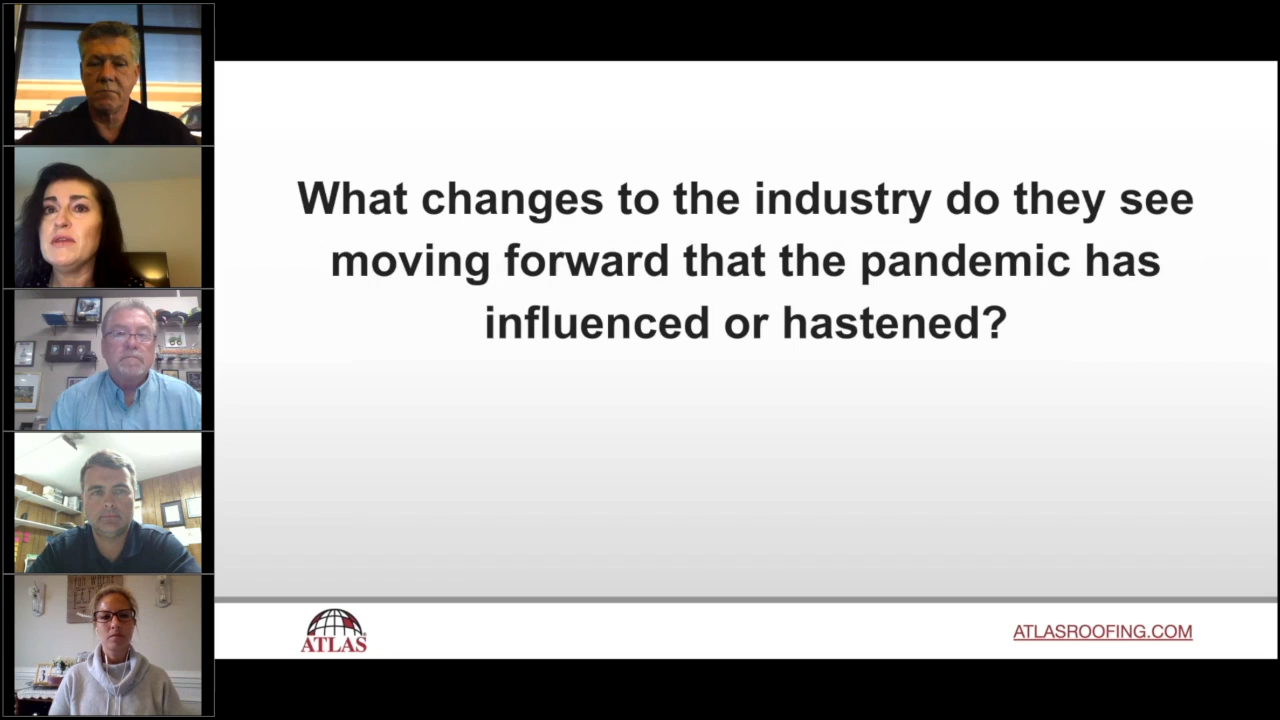 What changes to the industry do they see
moving forward that the pandemic has
influenced or hastened?
ATLAS
ATLASROOFING.COM